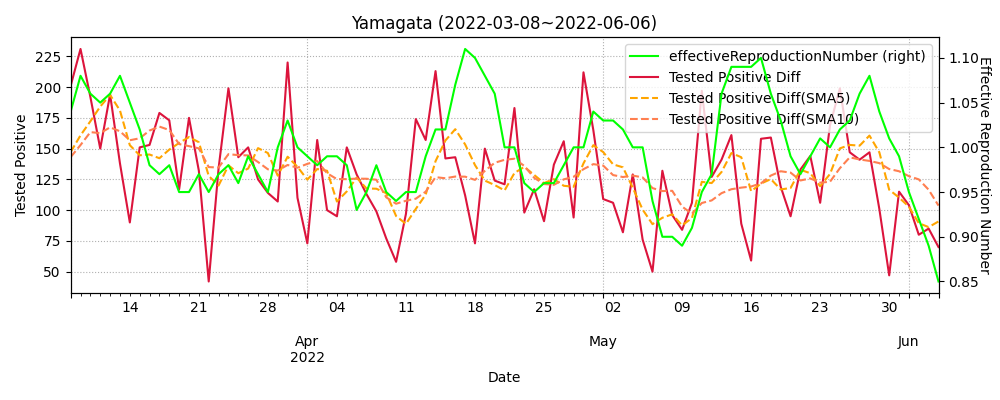 Yamagata (2022-03-08~2022-06-06)
effectiveReproductionNumber (right)
Tested Positive Diff
Tested Positive Diff(SMA5)
Tested Positive Diff(SMA10)
Tested Positive
225
200
175
150
125
100
75
50
1.10
1.05
1.00
0.95
0.90
0.85
Effective Reproduction Number
14 21 28 04 11 18 25 02 09 16 23 30
Apr May Jun
2022
Date